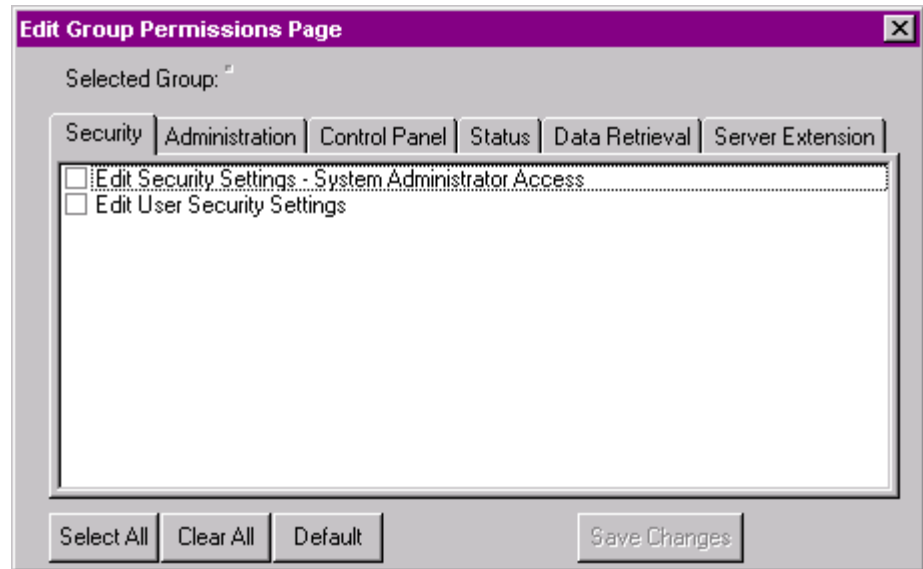 Edit Group Permissions Page
Selected Group:
Security Administration Control Panel Status Data Retrieval Server Extension
Edit Security Settings - System Administrator Access
Edit User Security Settings
Select All Clear All Default Save Changes